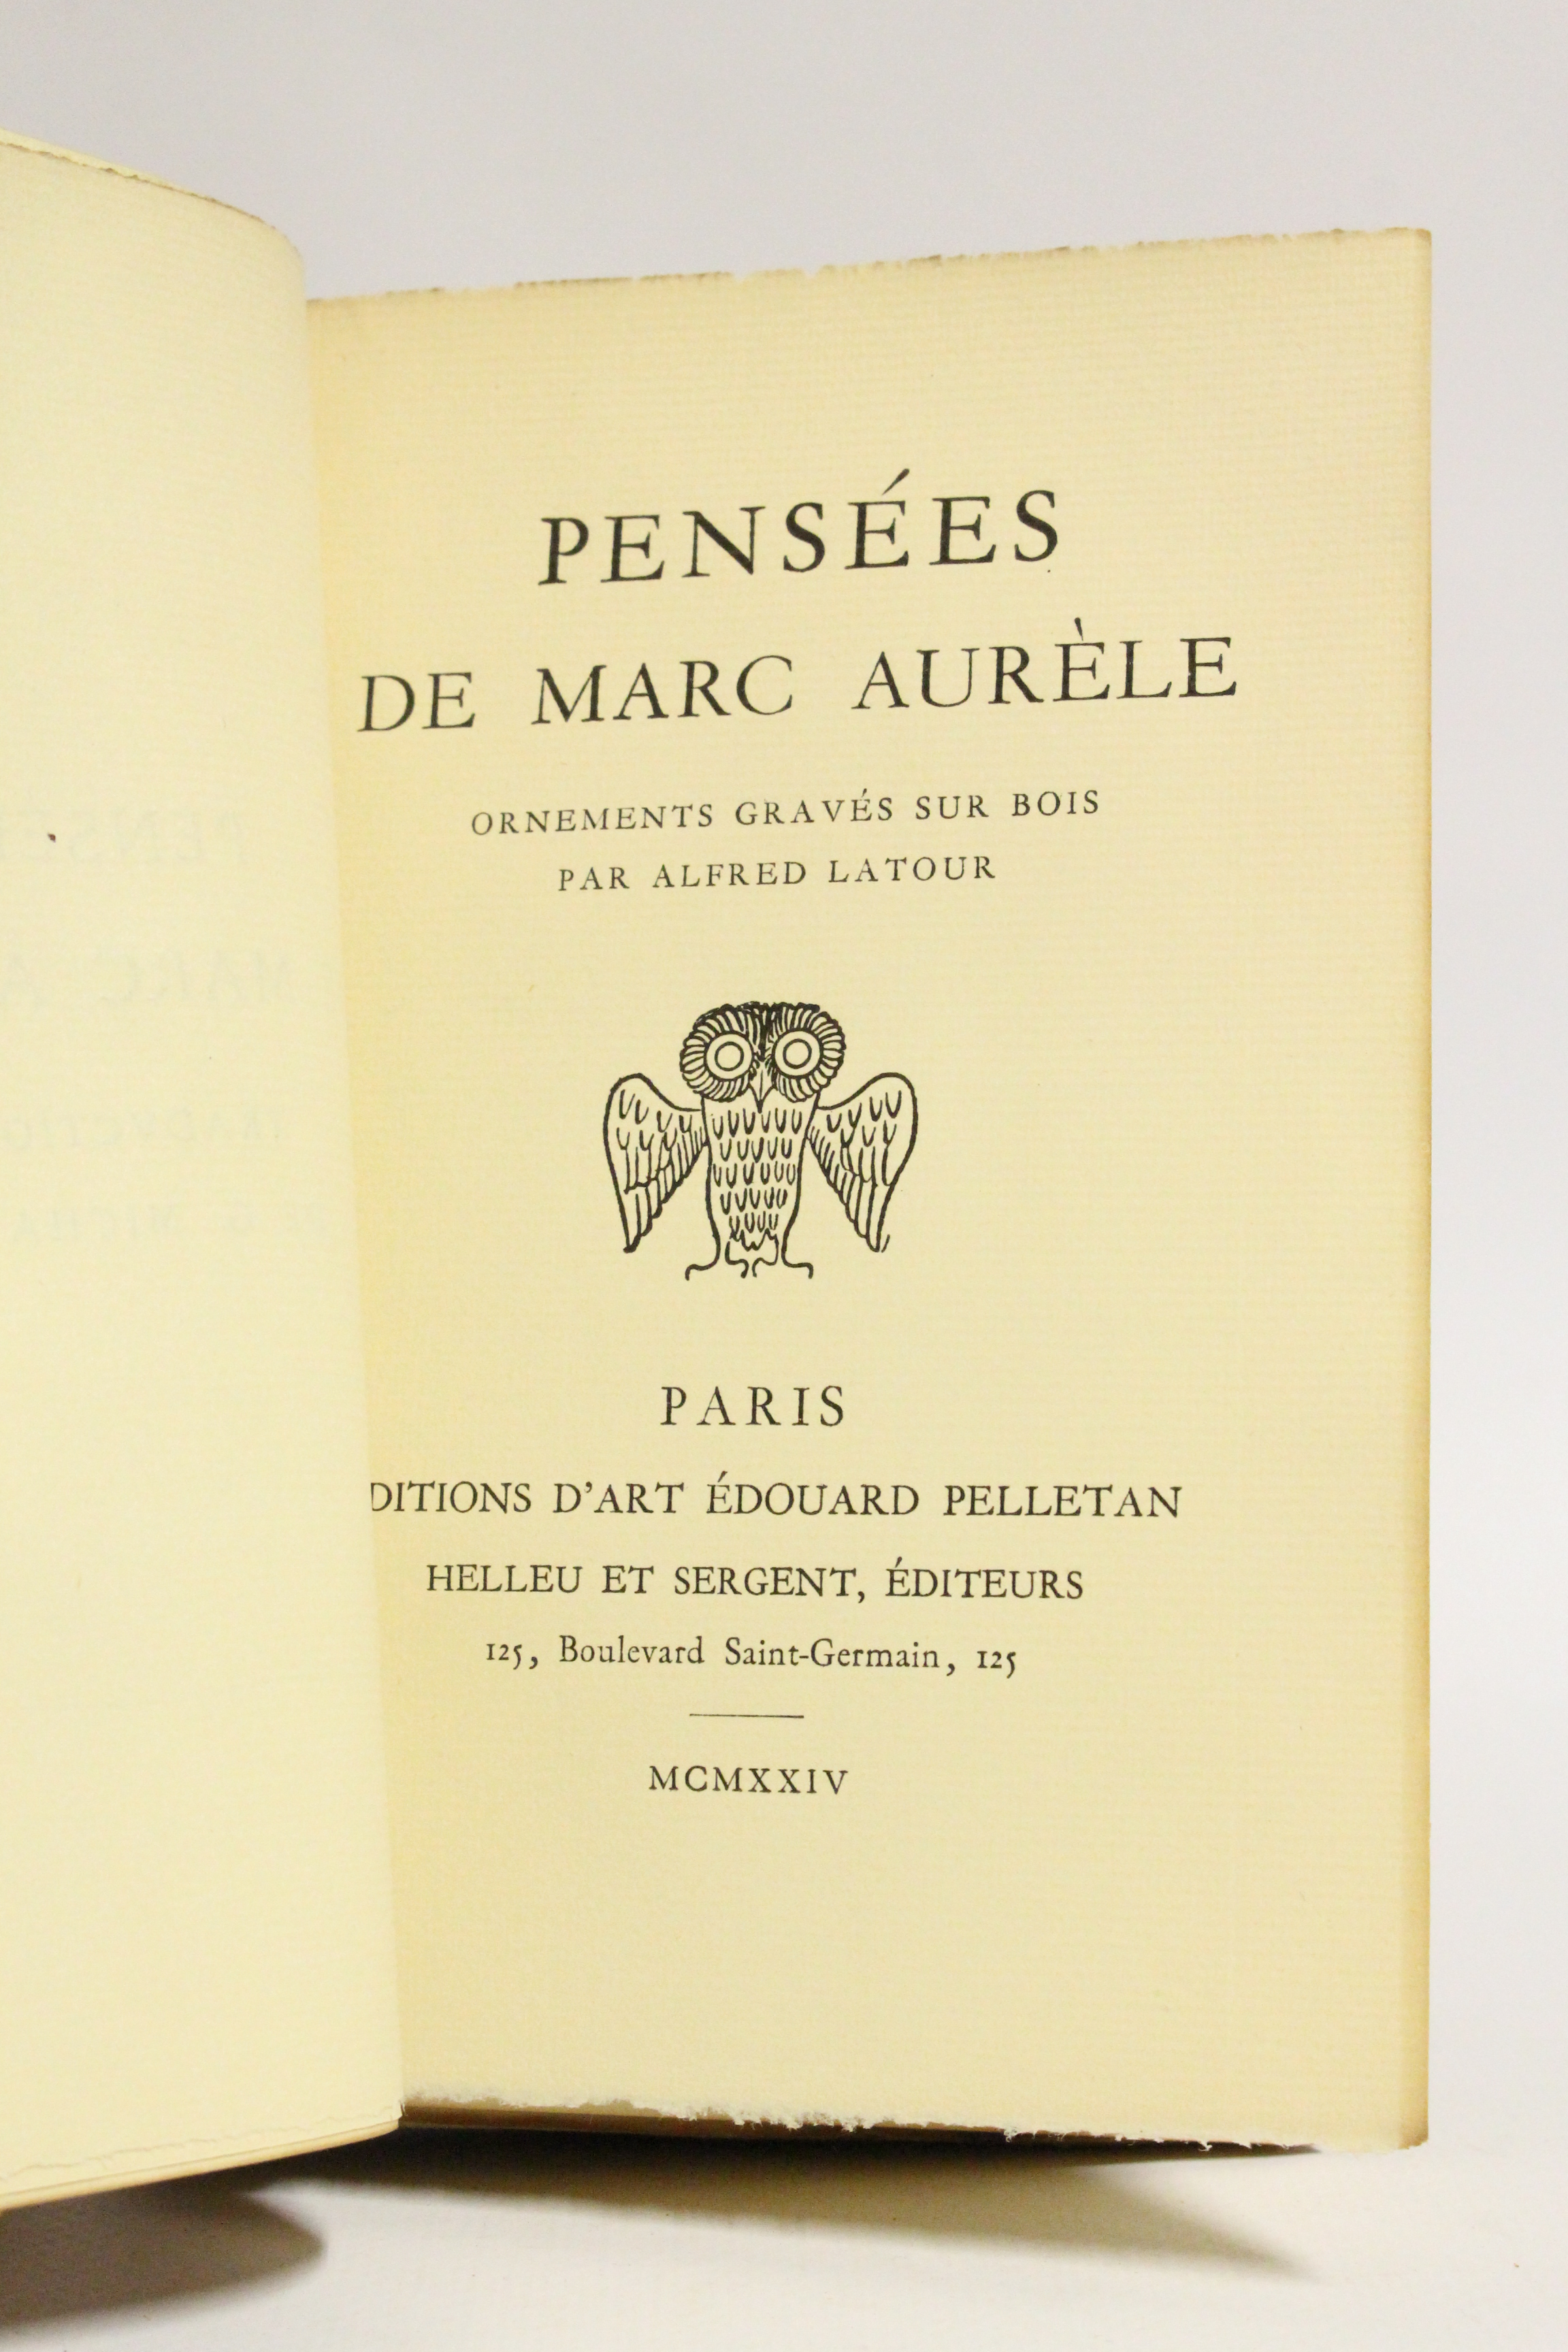 PENSÉES
DE MARC AURÈLE
ORNEMENTS GRAVÉS SUR BOIS
PAR ALFRED LATOUR
PARIS
DITIONS D'ART ÉDOUARD PELLETAN
HELLEU ET SERGENT, ÉDITEURS
125, Boulevard Saint-Germain, 125
MCMXXIV